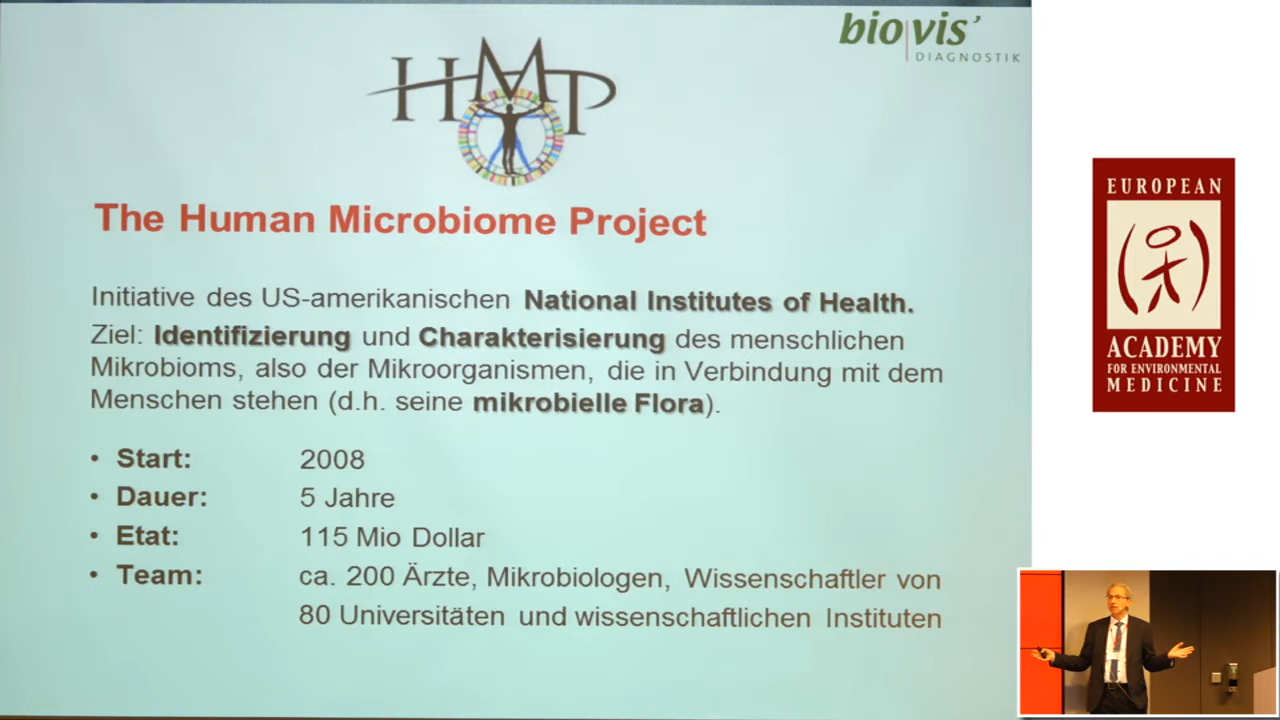 bio vis'
DIAGNOSTIK
HMP
The Human Microbiome Project
Initiative des US-amerikanischen National Institutes of Health.
Ziel: Identifizierung und Charakterisierung des menschlichen
Mikrobioms, also der Mikroorganismen, die in Verbindung mit dem
Menschen stehen (d.h. seine mikrobielle Flora).
• Start: 2008
• Dauer: 5 Jahre
• Etat: 115 Mio Dollar
• Team: ca. 200 Ärzte, Mikrobiologen, Wissenschaftler von
80 Universitäten und wissenschaftlichen Instituten
EUROPEAN
ACADEMY
FOR ENVIRONMENTAL
MEDICINE